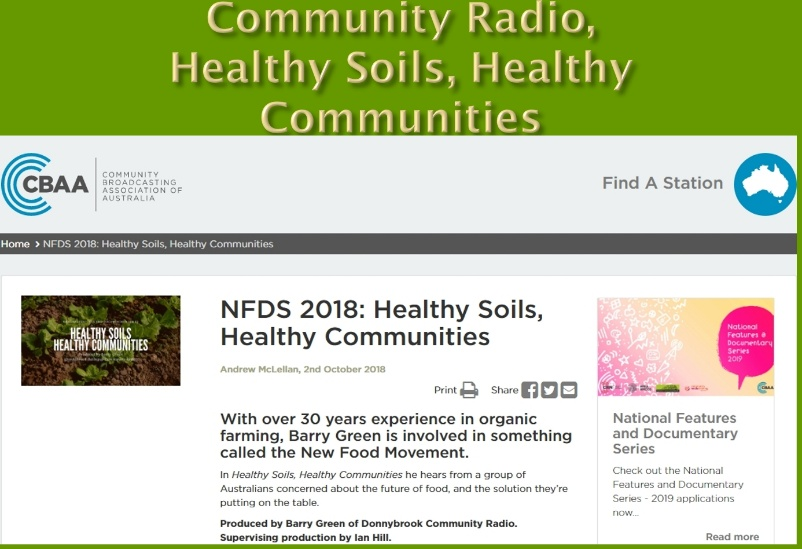 Community Radio,
Healthy Soils, Healthy
Communities
CBAA
COMMUNITY
BROADCASTING
ASSOCIATION OF
AUSTRALIA
Find A Station
Home > NFDS 2018: Healthy Soils, Healthy Communities
HEALTHY SOILS
HEALTHY COMMUNITIES
NFDS 2018: Healthy Soils,
Healthy Communities
Andrew McLellan, 2nd October 2018
Print Share
With over 30 years experience in organic
farming, Barry Green is involved in something
called the New Food Movement.
In Healthy Soils, Healthy Communities he hears from a group of
Australians concerned about the future of food, and the solution they're
putting on the table.
Produced by Barry Green of Donnybrook Community Radio.
Supervising production by Ian Hill.
National
Features &
Documentary
Series
2019
CBAA
National Features
and Documentary
Series
Check out the National
Features and Documentary
Series - 2019 applications
now...
Read more